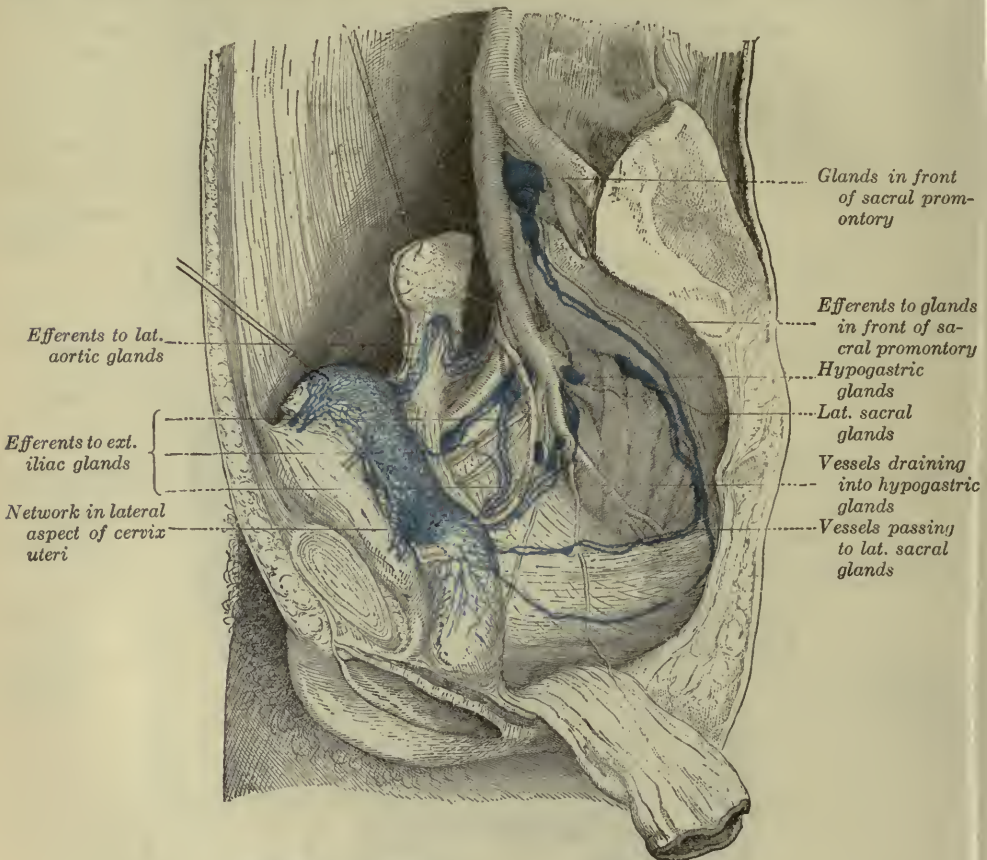 Glands in front
of sacral prom-
ontory
Efferents to lat.
aortic glands
Efferents to glands
in front of sa-
cral promontory
Hypogastric
glands
Lat. sacral
glands
Efferents to ext.
iliac glands
Vessels draining
into hypogastric
glands
Network in lateral
aspect of cervix
uteri
Vessels passing
to lat. sacral
glands